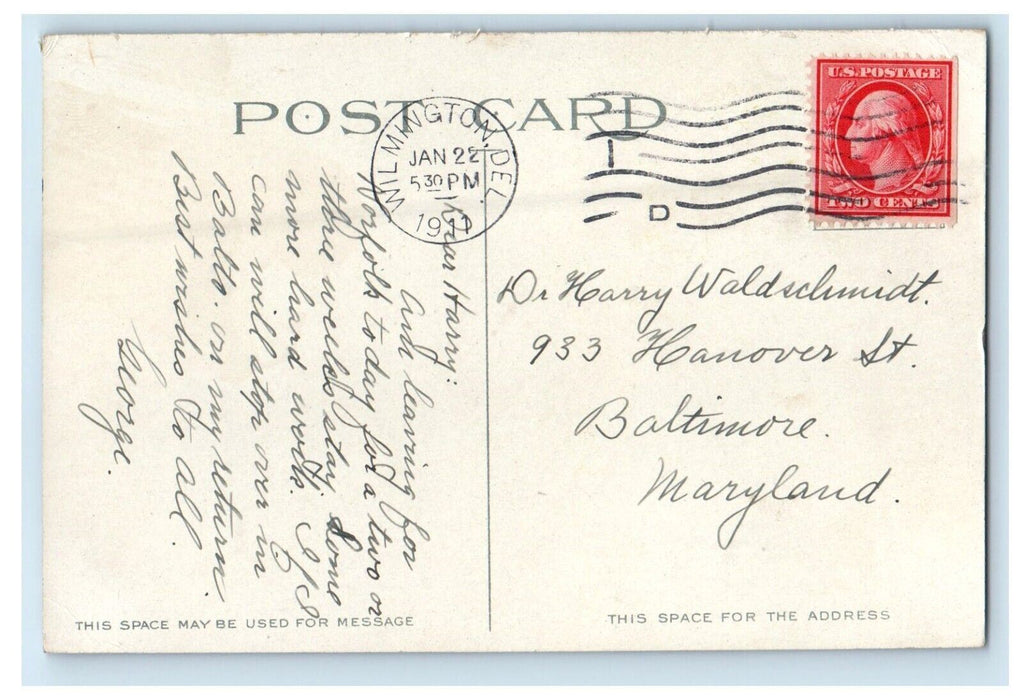 POST CARD
WILMINGTON, DEL.
JAN 22
5 30 PM
1911
D
U.S. POSTAGE
TWO CENTS
Dear Harry:
Am leaving for
Norfolk to day for a two or
three weeks stay. Some
more hard work. If I
can will stop over in
Balto. on my return.
Best wishes to all.
George.
Dr Harry Waldschmidt.
933 Hanover St.
Baltimore.
Maryland.
THIS SPACE MAY BE USED FOR MESSAGE
THIS SPACE FOR THE ADDRESS